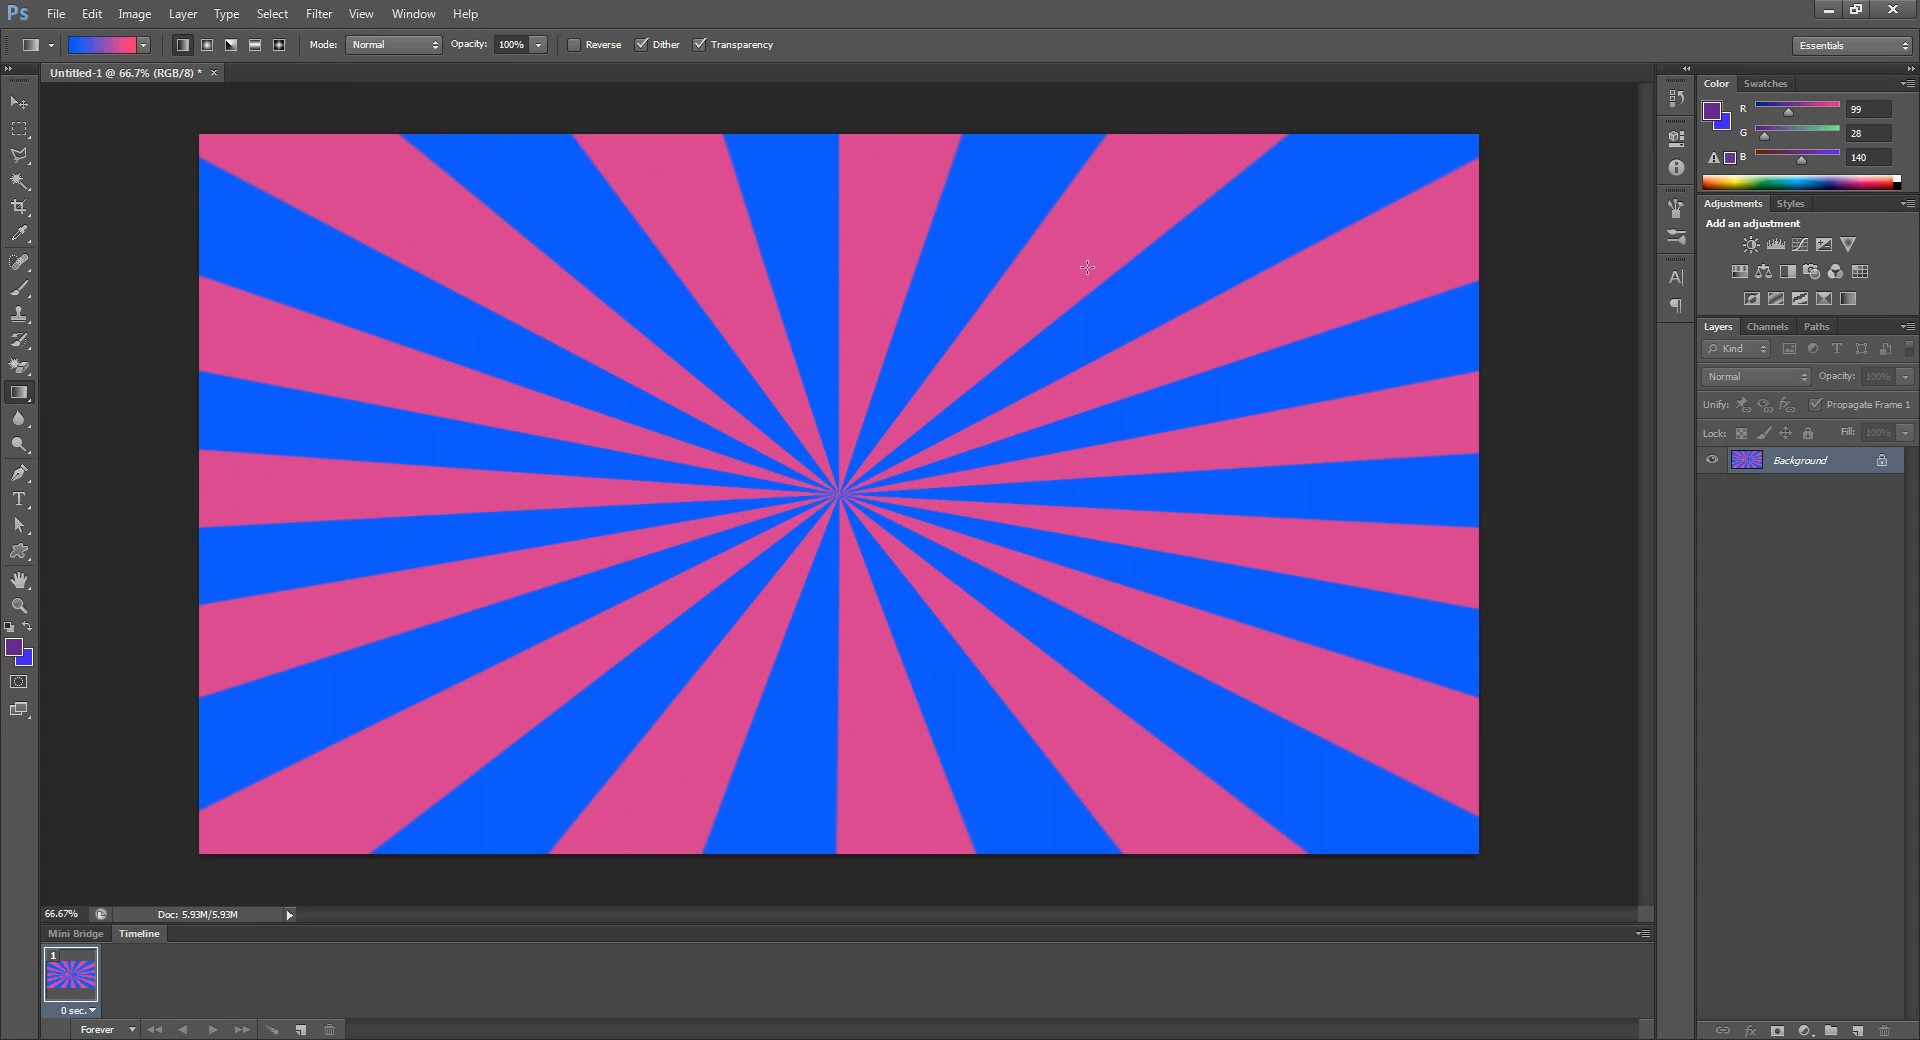 Ps File Edit Image Layer Type Select Filter View Window Help
Mode: Normal Opacity: 100% Reverse Dither Transparency Essentials
Untitled-1 @ 66.7% (RGB/8) * ×
Color Swatches
R 99
G 28
B 140
Adjustments Styles
Add an adjustment
Layers Channels Paths
Kind
Normal Opacity: 100%
Unify: Propagate Frame 1
Lock: Fill: 100%
Background
66.67% Doc: 5.93M/5.93M
Mini Bridge Timeline
1
0 sec.
Forever